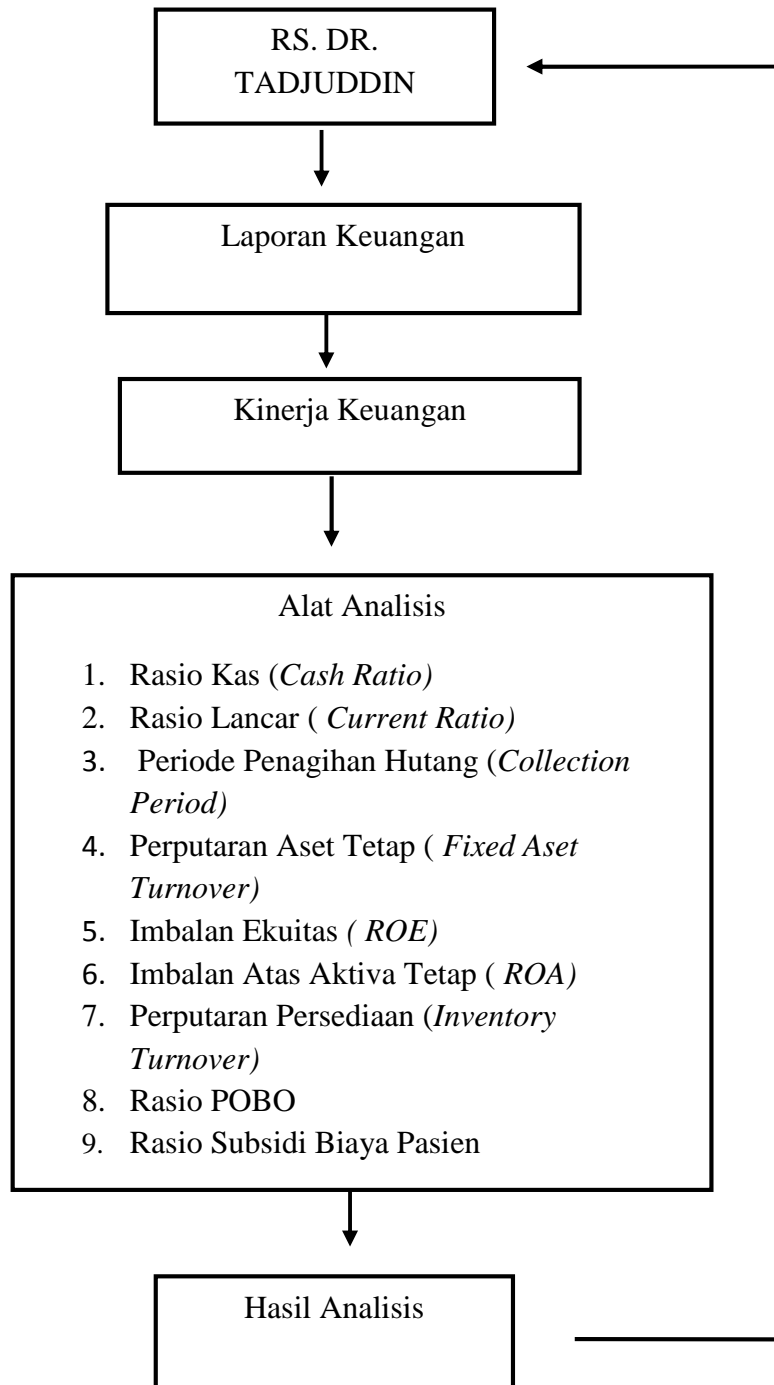 RS. DR.
TADJUDDIN
Laporan Keuangan
Kinerja Keuangan
Alat Analisis
1. Rasio Kas (Cash Ratio)
2. Rasio Lancar ( Current Ratio)
3. Periode Penagihan Hutang (Collection
Period)
4. Perputaran Aset Tetap ( Fixed Aset
Turnover)
5. Imbalan Ekuitas ( ROE)
6. Imbalan Atas Aktiva Tetap ( ROA)
7. Perputaran Persediaan (Inventory
Turnover)
8. Rasio POBO
9. Rasio Subsidi Biaya Pasien
Hasil Analisis